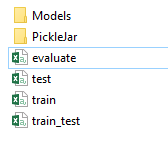 Models
PickleJar
evaluate
test
train
train_test